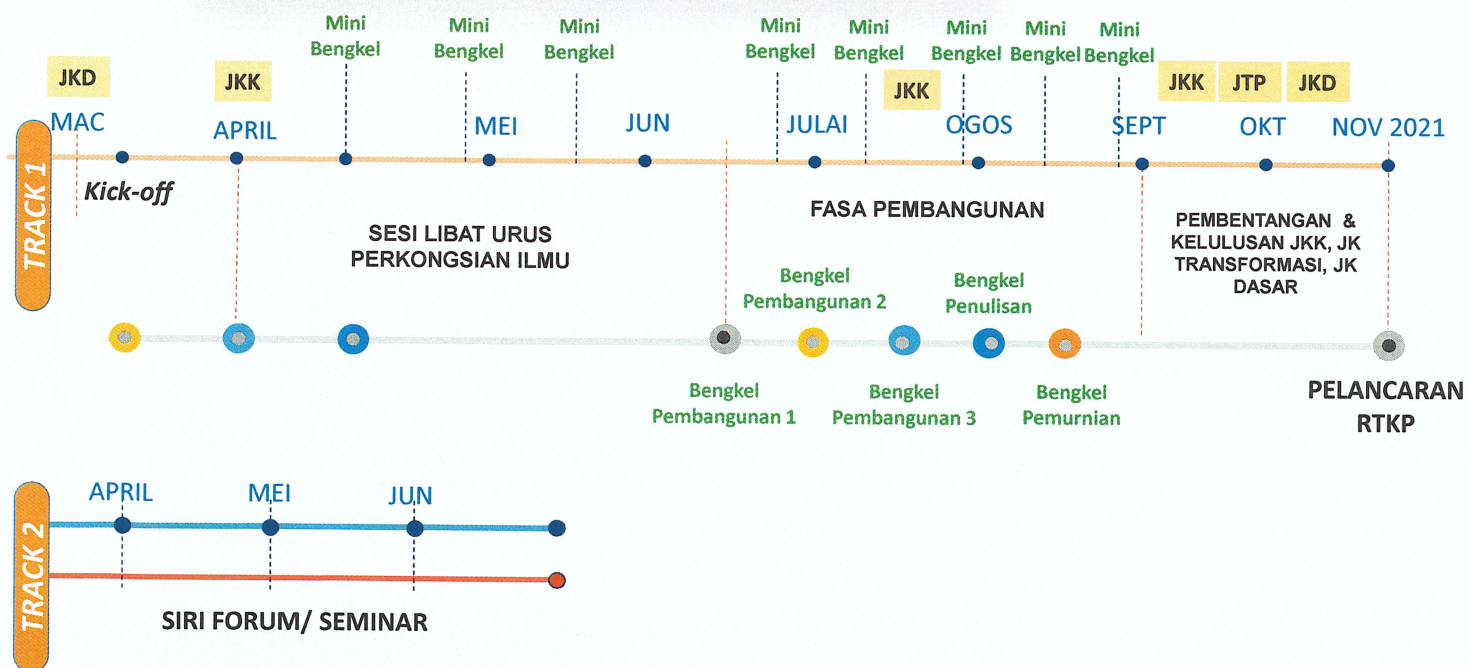 Mini
Bengkel
Mini
Bengkel
Mini
Bengkel
Mini
Bengkel
Mini
Bengkel
Mini
Bengkel
Mini
Bengkel
Mini
Bengkel
JKD
JKK
JKK
JKK
JTP
JKD
MAC
APRIL
MEI
JUN
JULAI
OGOS
SEPT
OKT
NOV 2021
TRACK 1
Kick-off
SESI LIBAT URUS
PERKONGSIAN ILMU
FASA PEMBANGUNAN
PEMBENTANGAN &
KELULUSAN JKK, JK
TRANSFORMASI, JK
DASAR
Bengkel
Pembangunan 2
Bengkel
Penulisan
Bengkel
Pembangunan 1
Bengkel
Pembangunan 3
Bengkel
Pemurnian
PELANCARAN
RTKP
TRACK 2
APRIL
MEI
JUN
SIRI FORUM/ SEMINAR